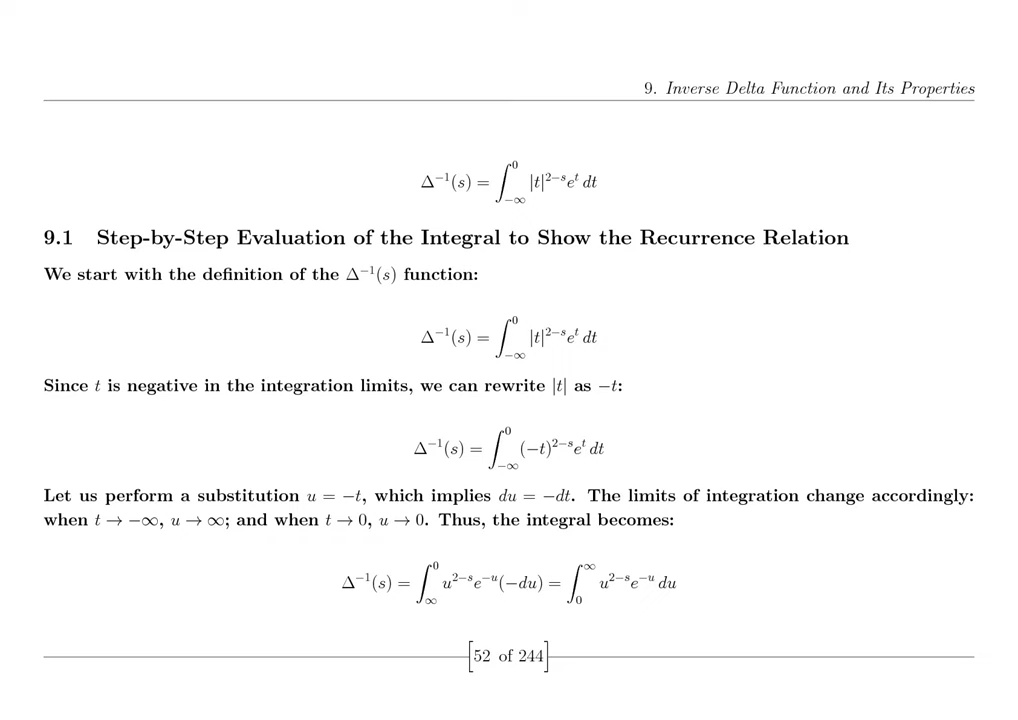 9. Inverse Delta Function and Its Properties
Δ⁻¹(s) = ∫_{−∞}^{0} |t|^{2−s} e^t dt
9.1 Step-by-Step Evaluation of the Integral to Show the Recurrence Relation
We start with the definition of the Δ⁻¹(s) function:
Δ⁻¹(s) = ∫_{−∞}^{0} |t|^{2−s} e^t dt
Since t is negative in the integration limits, we can rewrite |t| as −t:
Δ⁻¹(s) = ∫_{−∞}^{0} (−t)^{2−s} e^t dt
Let us perform a substitution u = −t, which implies du = −dt. The limits of integration change accordingly:
when t → −∞, u → ∞; and when t → 0, u → 0. Thus, the integral becomes:
Δ⁻¹(s) = ∫_{∞}^{0} u^{2−s} e^{−u} (−du) = ∫_{0}^{∞} u^{2−s} e^{−u} du
[52 of 244]